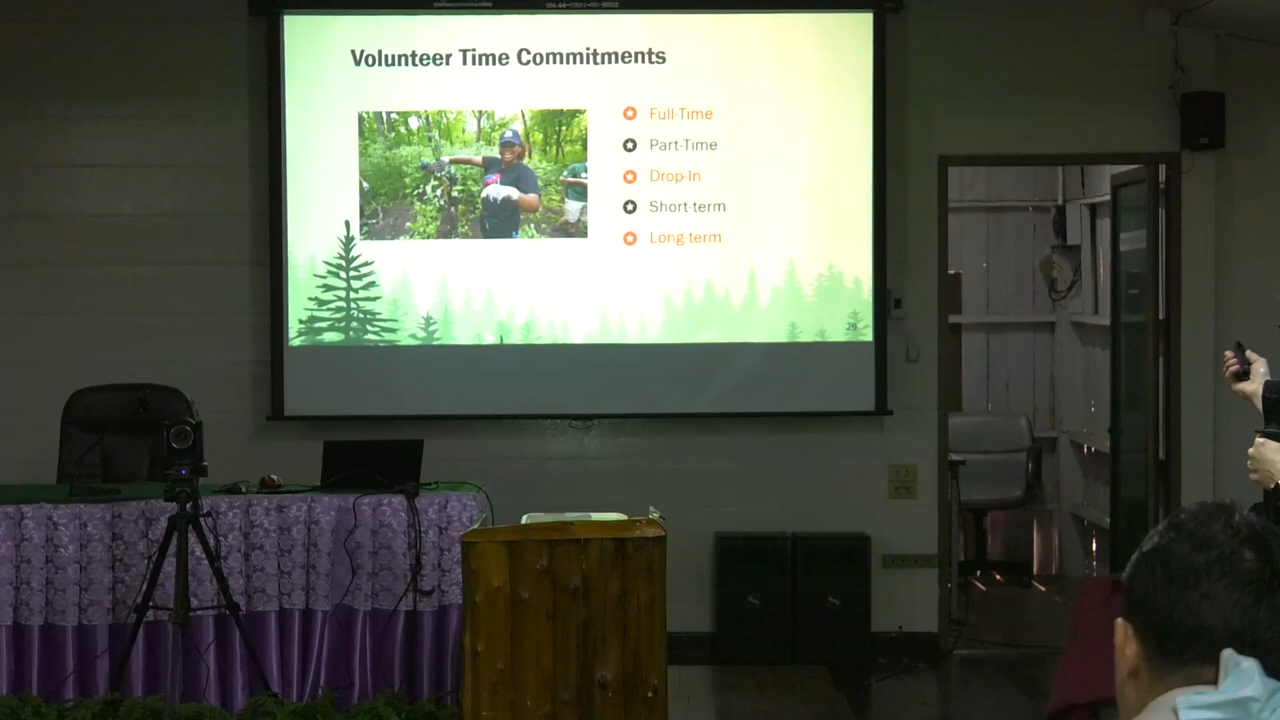 Volunteer Time Commitments
Full-Time
Part-Time
Drop-In
Short-term
Long-term
29